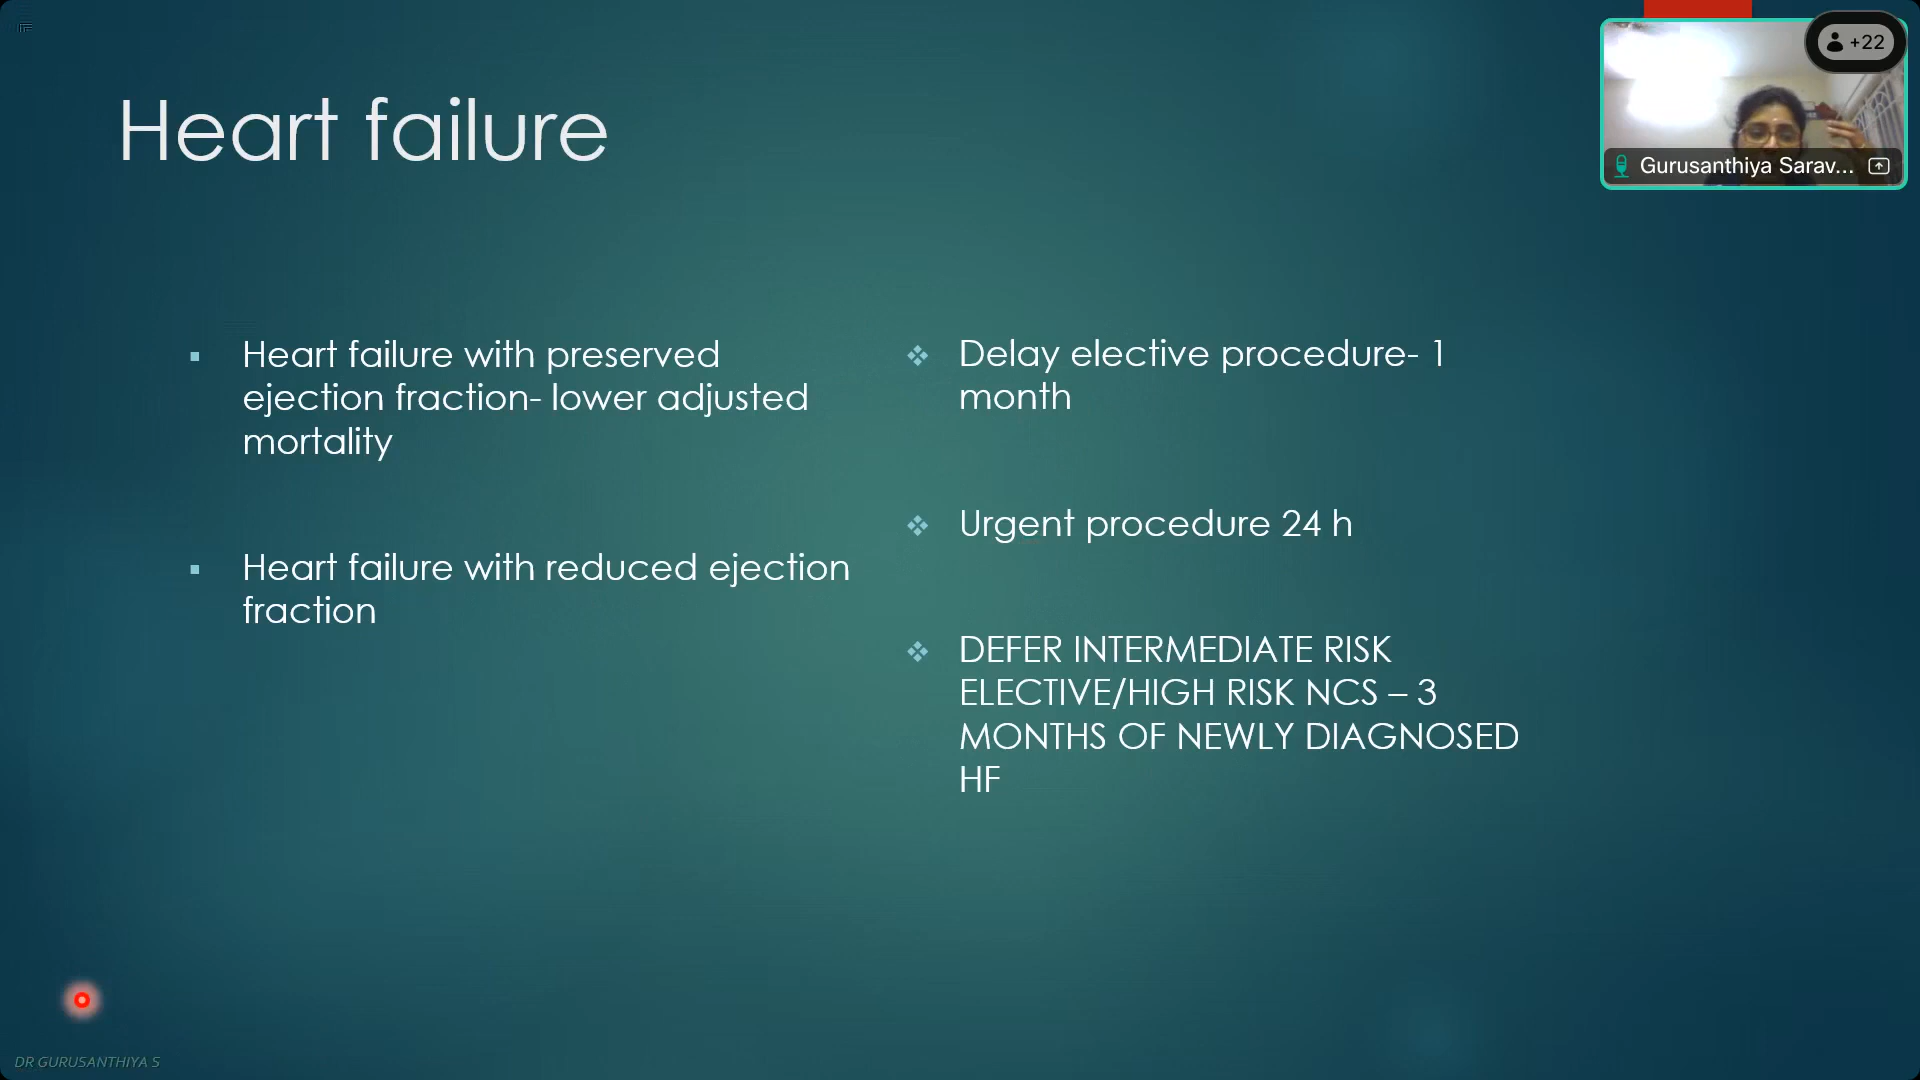 Heart failure
Heart failure with preserved
ejection fraction- lower adjusted
mortality
Heart failure with reduced ejection
fraction
Delay elective procedure- 1
month
Urgent procedure 24 h
DEFER INTERMEDIATE RISK
ELECTIVE/HIGH RISK NCS – 3
MONTHS OF NEWLY DIAGNOSED
HF
+22
Gurusanthiya Sarav...
DR GURUSANTHIYA S